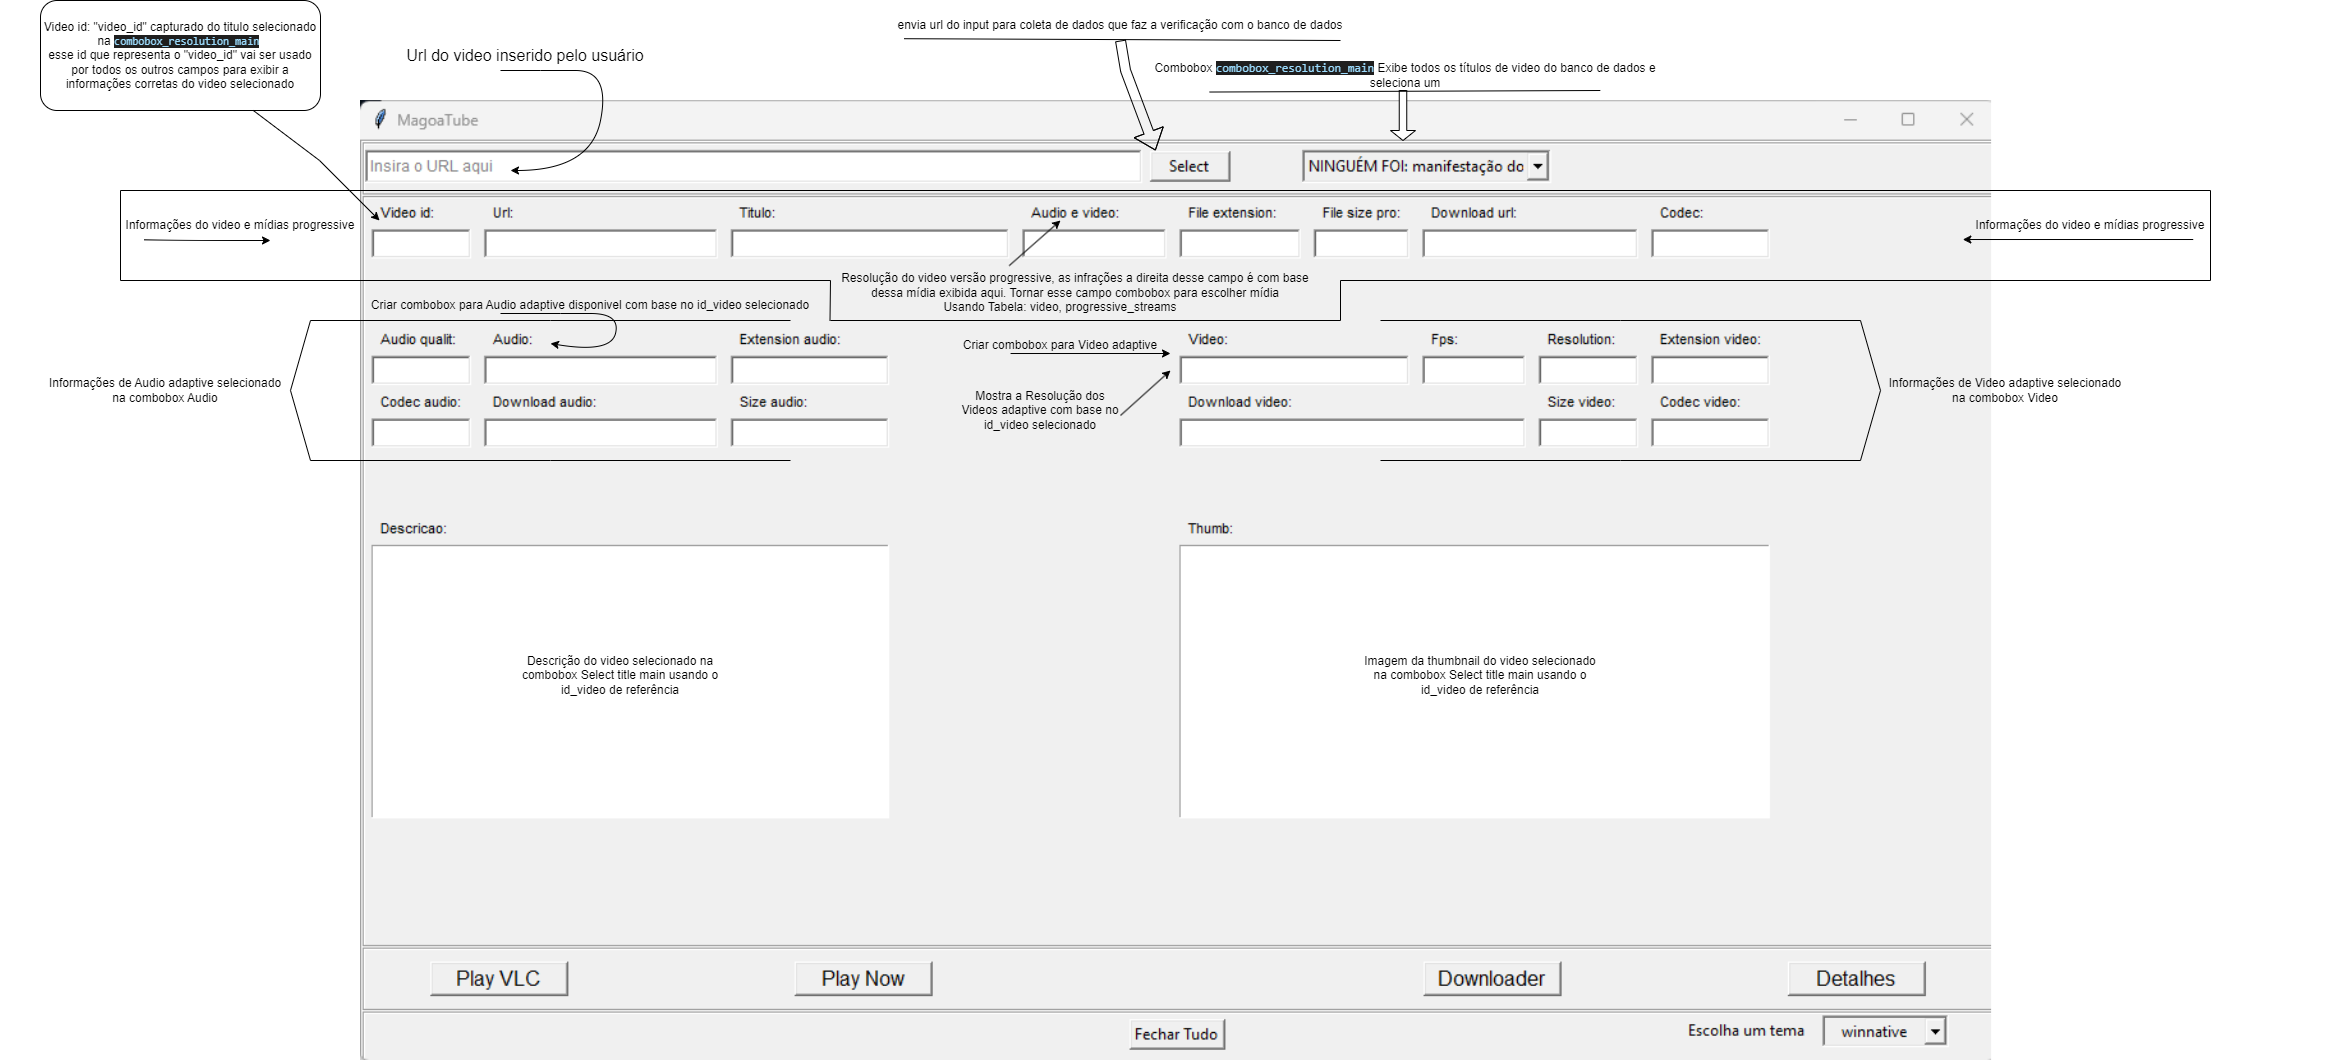 Video id: "video_id" capturado do titulo selecionado
na combobox_resolution_main
esse id que representa o "video_id" vai ser usado
por todos os outros campos para exibir a
informações corretas do video selecionado
Url do video inserido pelo usuário
envia url do input para coleta de dados que faz a verificação com o banco de dados
Combobox combobox_resolution_main Exibe todos os títulos de video do banco de dados e
seleciona um
MagoaTube
Insira o URL aqui
Select
NINGUÉM FOI: manifestação do
Informações do video e mídias progressive
Video id:
Url:
Titulo:
Audio e video:
File extension:
File size pro:
Download url:
Codec:
Informações do video e mídias progressive
Resolução do video versão progressive, as infrações a direita desse campo é com base
dessa mídia exibida aqui. Tornar esse campo combobox para escolher mídia
Usando Tabela: video, progressive_streams
Criar combobox para Audio adaptive disponivel com base no id_video selecionado
Audio qualit:
Audio:
Extension audio:
Criar combobox para Video adaptive
Video:
Fps:
Resolution:
Extension video:
Informações de Audio adaptive selecionado
na combobox Audio
Mostra a Resolução dos
Videos adaptive com base no
id_video selecionado
Informações de Video adaptive selecionado
na combobox Video
Codec audio:
Download audio:
Size audio:
Download video:
Size video:
Codec video:
Descricao:
Thumb:
Descrição do video selecionado na
combobox Select title main usando o
id_video de referência
Imagem da thumbnail do video selecionado
na combobox Select title main usando o
id_video de referência
Play VLC
Play Now
Downloader
Detalhes
Fechar Tudo
Escolha um tema
winnative